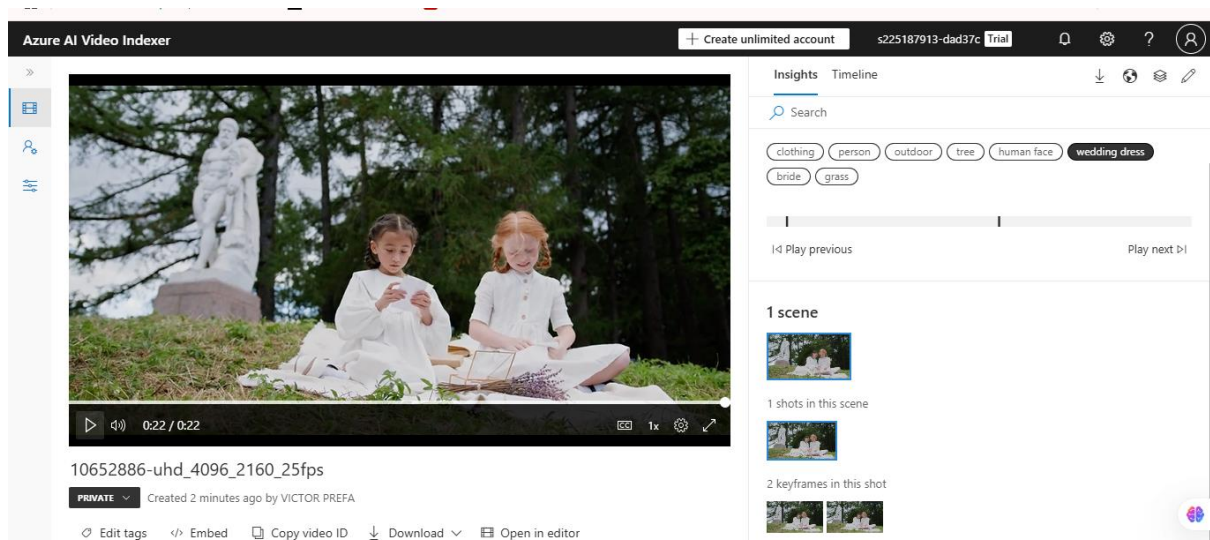 Azure AI Video Indexer
Create unlimited account
s225187913-dad37c Trial
Insights Timeline
Search
clothing person outdoor tree human face wedding dress
bride grass
Play previous
Play next
1 scene
1 shots in this scene
2 keyframes in this shot
0:22 / 0:22
CC 1x
10652886-uhd_4096_2160_25fps
PRIVATE Created 2 minutes ago by VICTOR PREFA
Edit tags Embed Copy video ID Download Open in editor